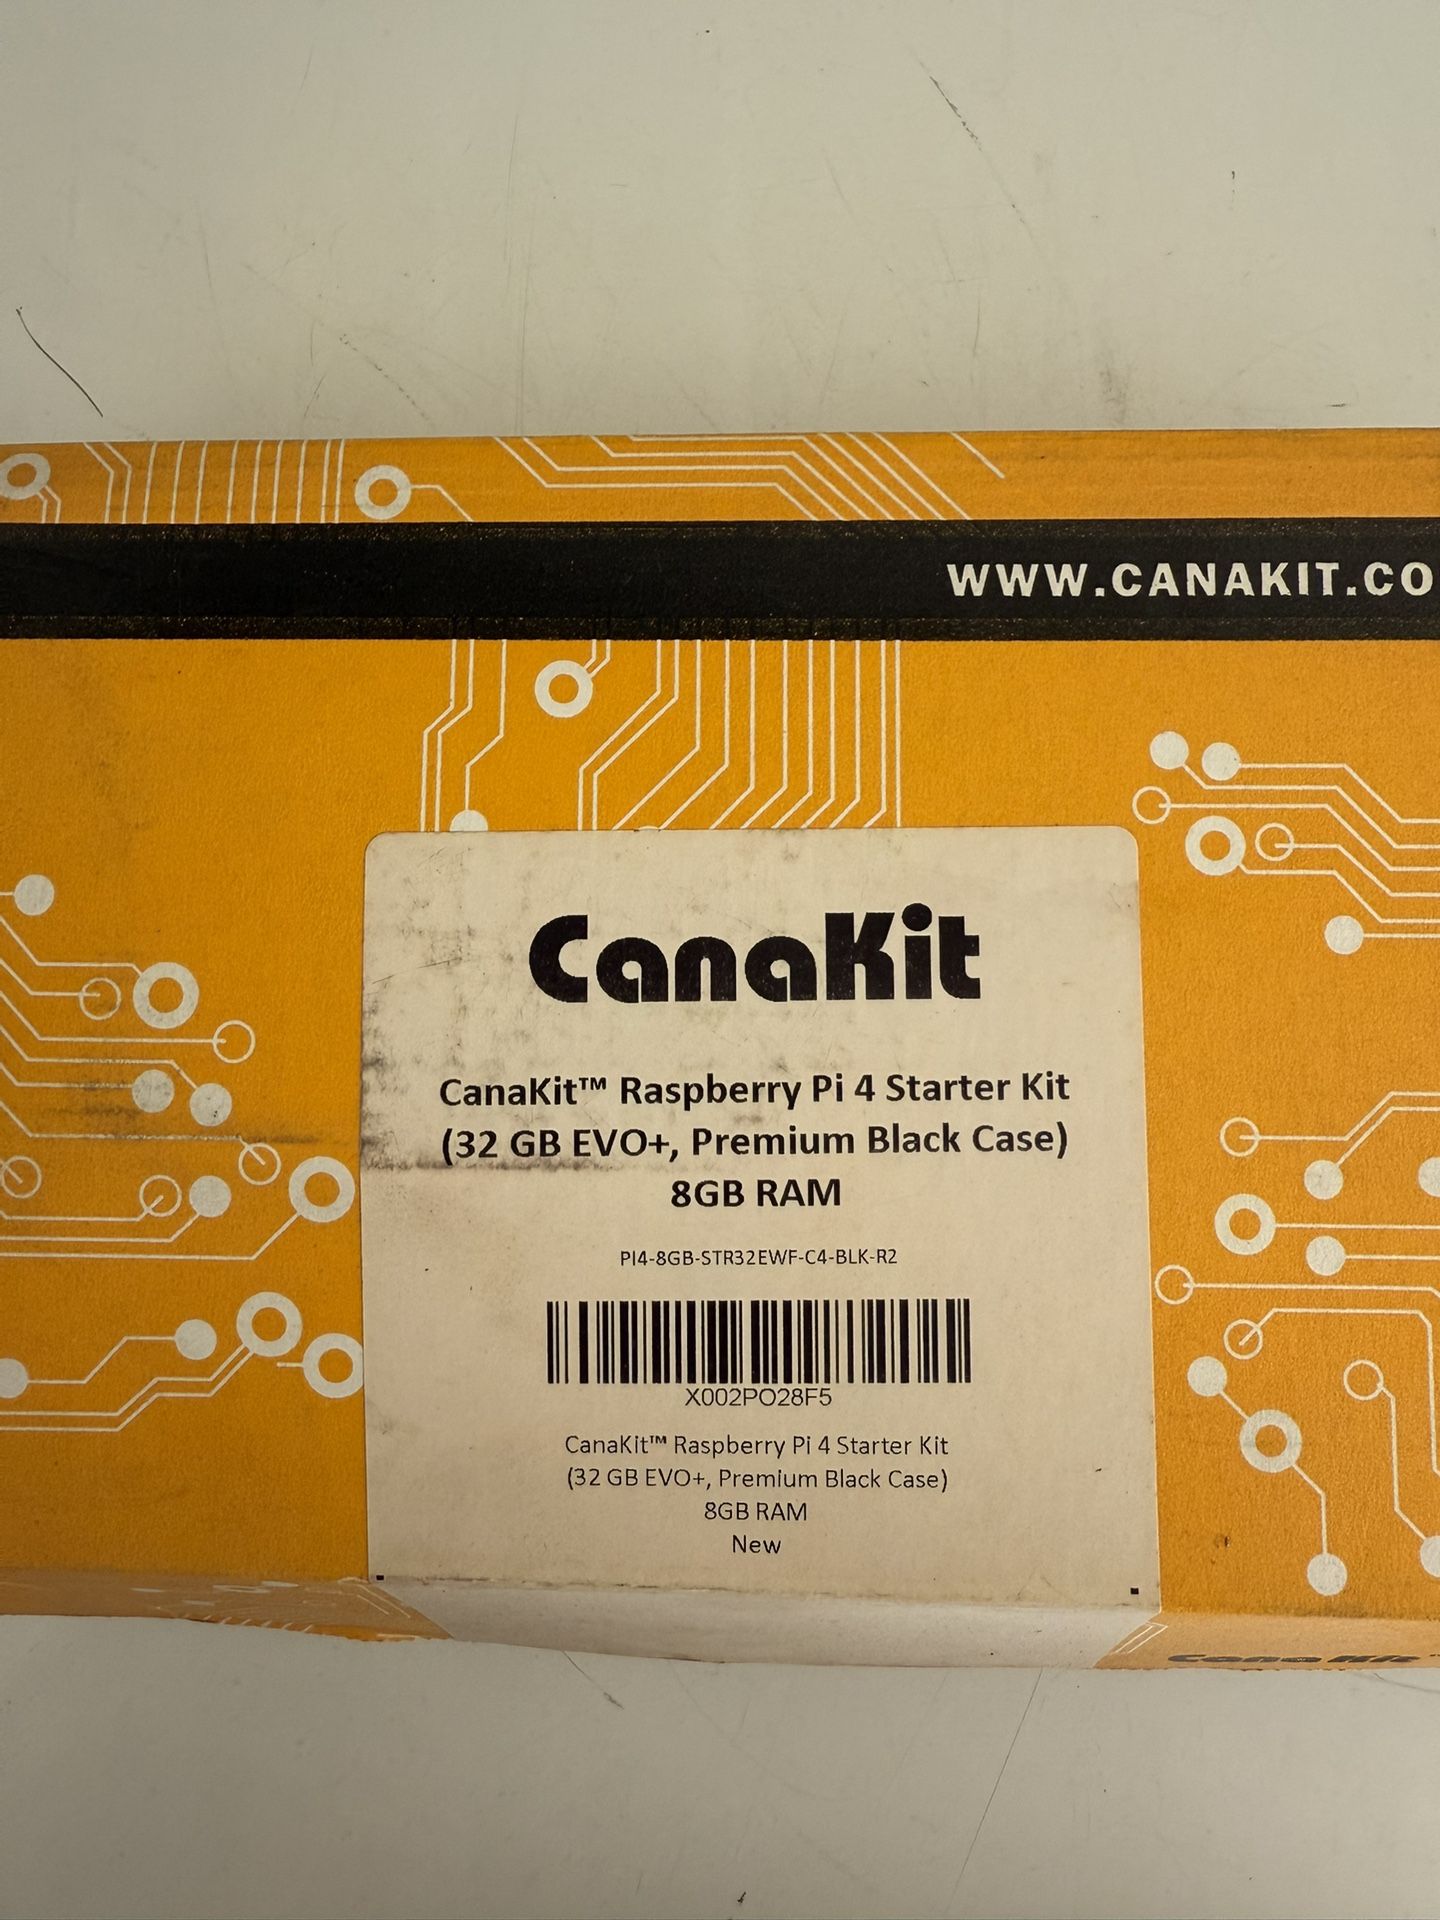 WWW.CANAKIT.CO
CanaKit
CanaKit™ Raspberry Pi 4 Starter Kit
(32 GB EVO+, Premium Black Case)
8GB RAM
PI4-8GB-STR32EWF-C4-BLK-R2
X002PO28F5
CanaKit™ Raspberry Pi 4 Starter Kit
(32 GB EVO+, Premium Black Case)
8GB RAM
New
CanaKit™